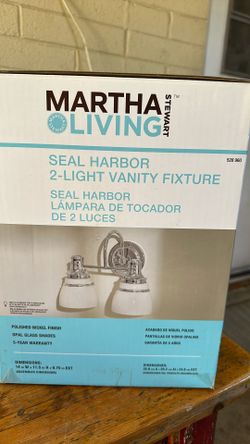 MARTHA
STEWART
LIVING™
SEAL HARBOR
2-LIGHT VANITY FIXTURE
SEAL HARBOR
LÁMPARA DE TOCADOR
DE 2 LUCES
POLISHED NICKEL FINISH
OPAL GLASS SHADES
5-YEAR WARRANTY
ACABADO DE NÍQUEL PULIDO
PANTALLAS DE VIDRIO OPALINO
GARANTÍA DE 5 AÑOS
DIMENSIONS:
DIMENSIONES: